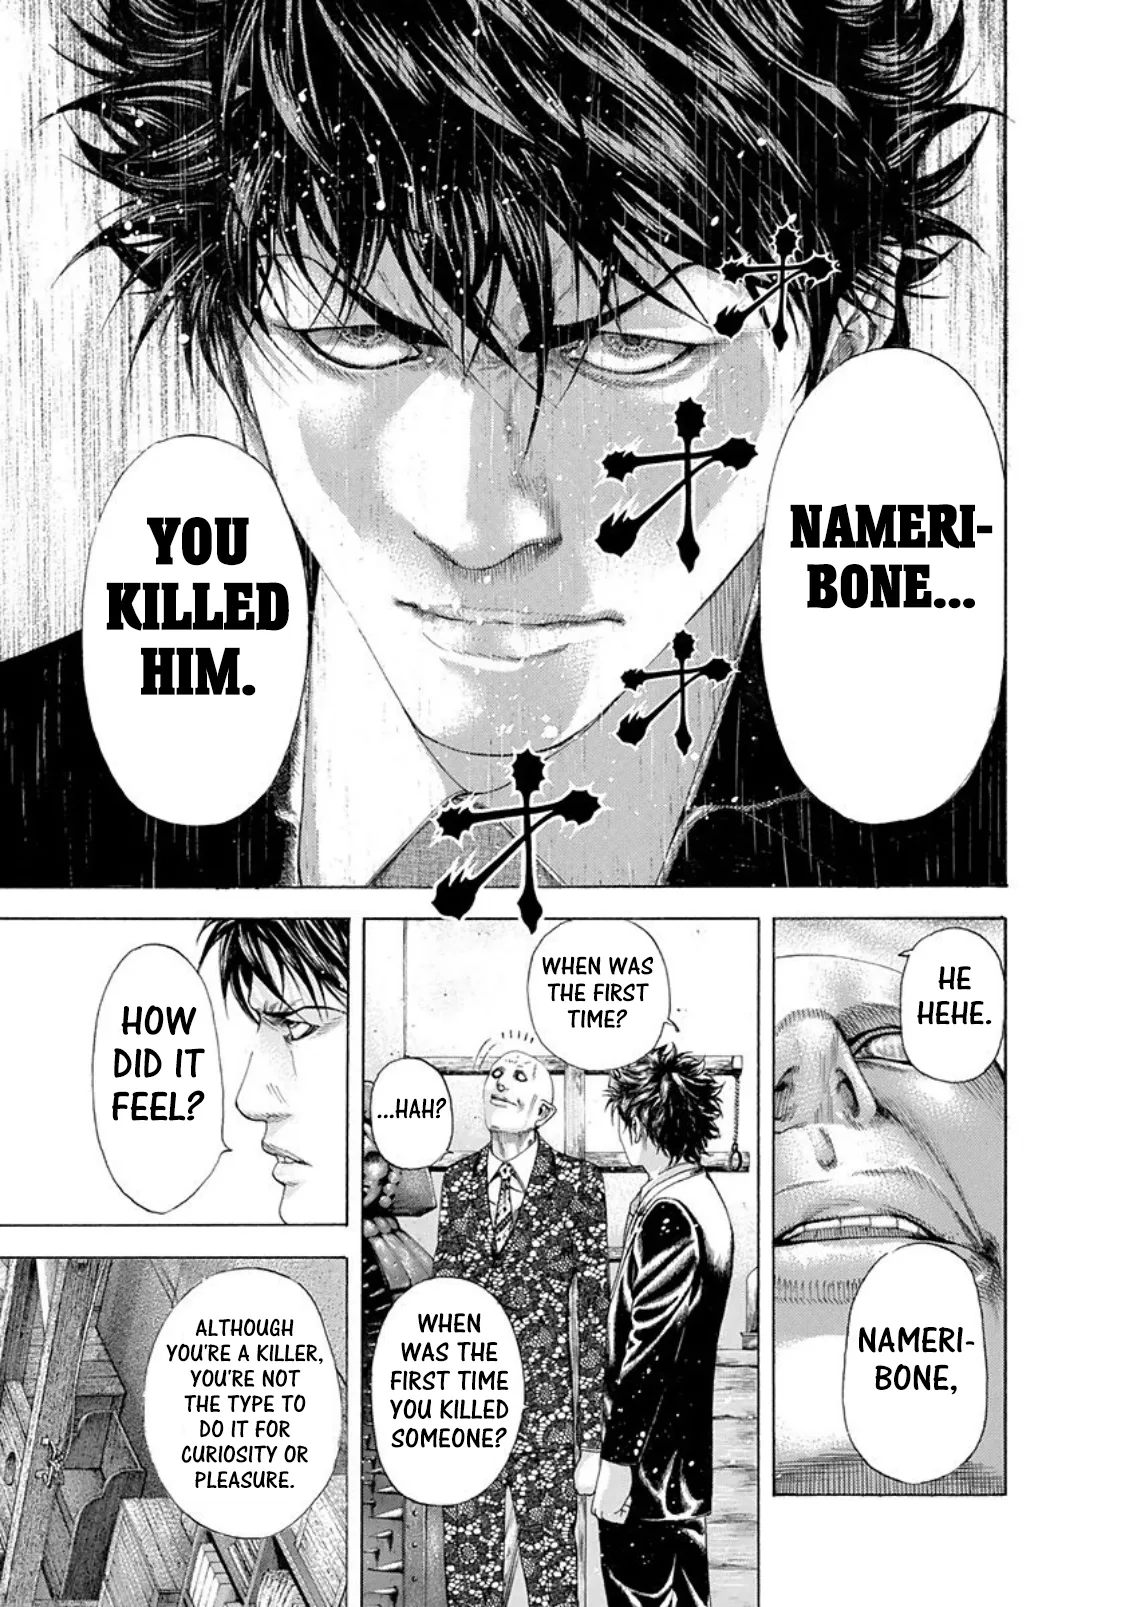 NAMERI-
BONE...
YOU
KILLED
HIM.
HE
HEHE.
NAMERI-
BONE,
WHEN WAS
THE FIRST
TIME?
...HAH?
WHEN
WAS THE
FIRST TIME
YOU KILLED
SOMEONE?
HOW
DID IT
FEEL?
ALTHOUGH
YOU'RE A KILLER,
YOU'RE NOT
THE TYPE TO
DO IT FOR
CURIOSITY OR
PLEASURE.